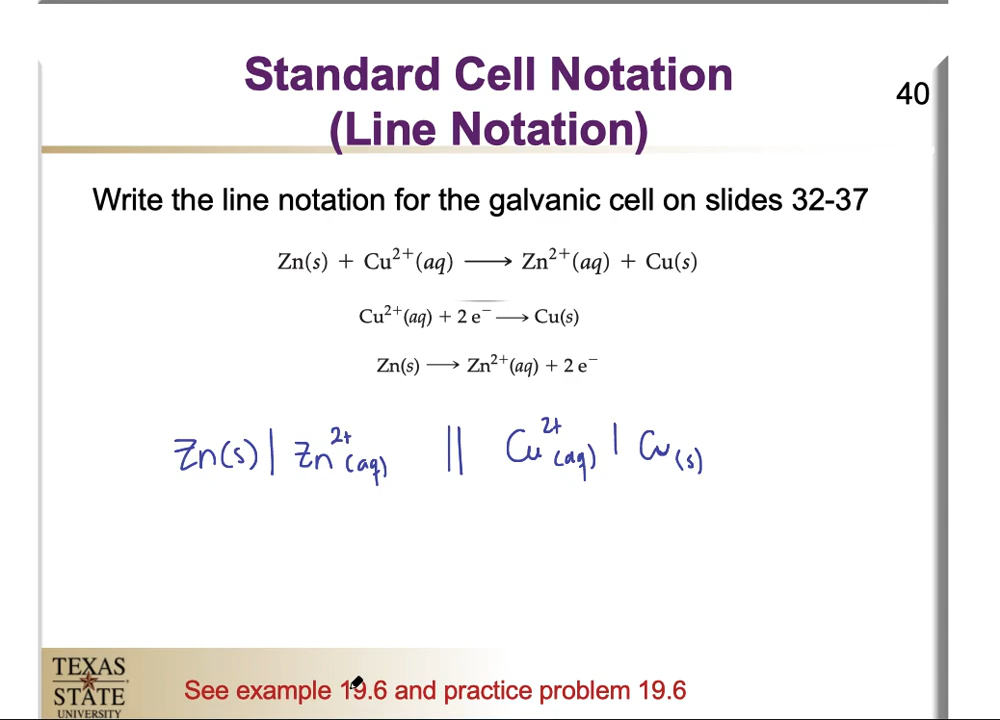 Standard Cell Notation
(Line Notation)
40
Write the line notation for the galvanic cell on slides 32-37
Zn(s) + Cu²⁺(aq) ⟶ Zn²⁺(aq) + Cu(s)
Cu²⁺(aq) + 2 e⁻ ⟶ Cu(s)
Zn(s) ⟶ Zn²⁺(aq) + 2 e⁻
Zn(s) | Zn²⁺(aq) || Cu²⁺(aq) | Cu(s)
TEXAS
STATE
UNIVERSITY
See example 19.6 and practice problem 19.6